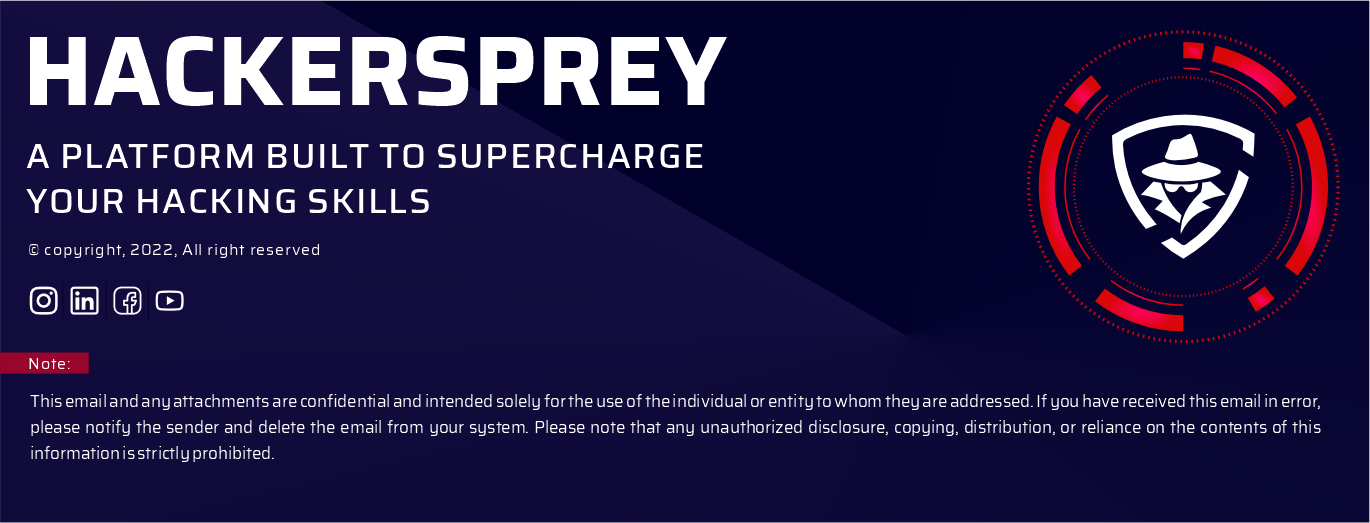 HACKERSPREY
A PLATFORM BUILT TO SUPERCHARGE
YOUR HACKING SKILLS
© copyright, 2022, All right reserved
Note:
This email and any attachments are confidential and intended solely for the use of the individual or entity to whom they are addressed. If you have received this email in error,
please notify the sender and delete the email from your system. Please note that any unauthorized disclosure, copying, distribution, or reliance on the contents of this
information is strictly prohibited.